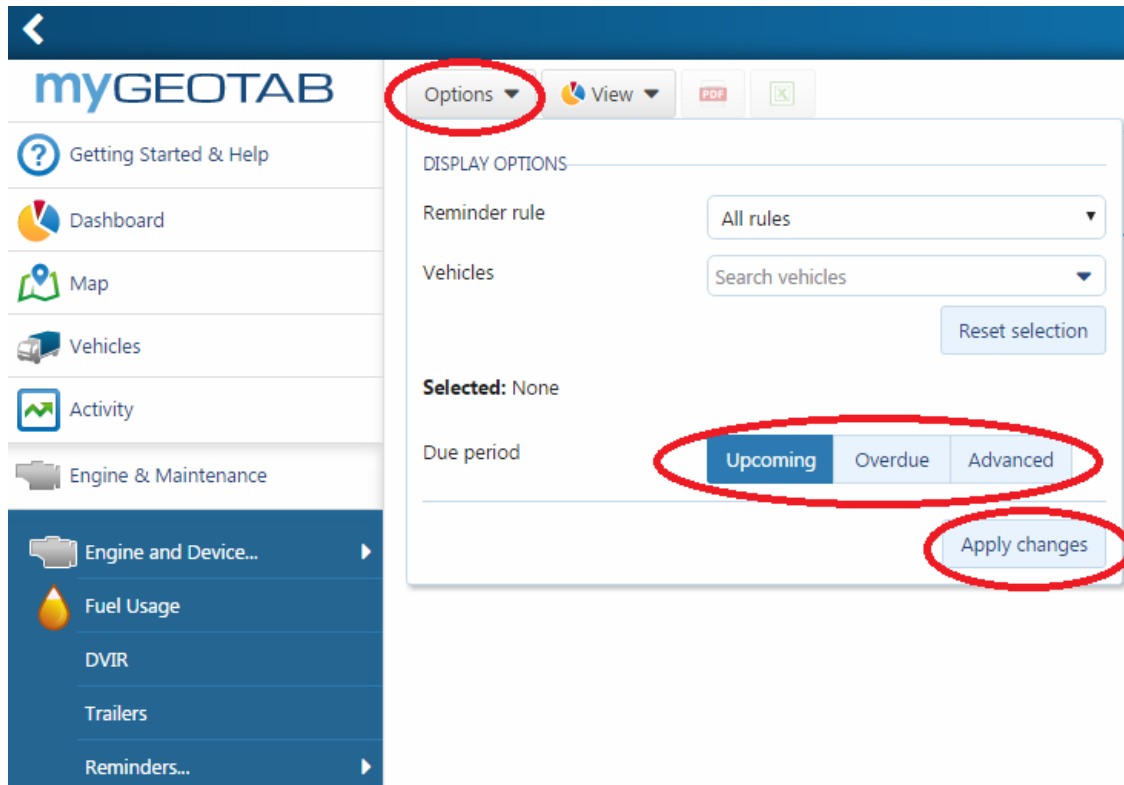 myGEOTAB
Getting Started & Help
Dashboard
Map
Vehicles
Activity
Engine & Maintenance
Engine and Device...
Fuel Usage
DVIR
Trailers
Reminders...
Options View PDF X
DISPLAY OPTIONS
Reminder rule All rules
Vehicles Search vehicles
Reset selection
Selected: None
Due period Upcoming Overdue Advanced
Apply changes